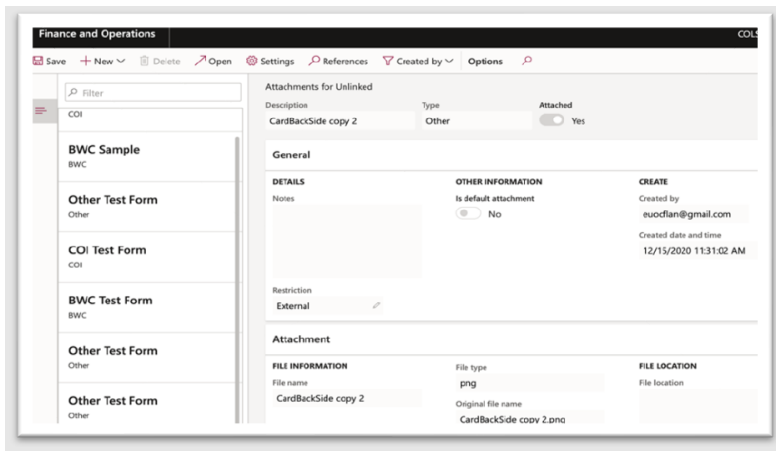 Finance and Operations
COLS
Save New Delete Open Settings References Created by Options
Filter
COI
BWC Sample
BWC
Other Test Form
Other
COI Test Form
COI
BWC Test Form
BWC
Other Test Form
Other
Other Test Form
Other
Attachments for Unlinked
Description Type Attached
CardBackSide copy 2 Other Yes
General
DETAILS OTHER INFORMATION CREATE
Notes Is default attachment Created by
No euocflan@gmail.com
Created date and time
12/15/2020 11:31:02 AM
Restriction
External
Attachment
FILE INFORMATION File type FILE LOCATION
File name png File location
CardBackSide copy 2 Original file name
CardBackSide copy 2.png